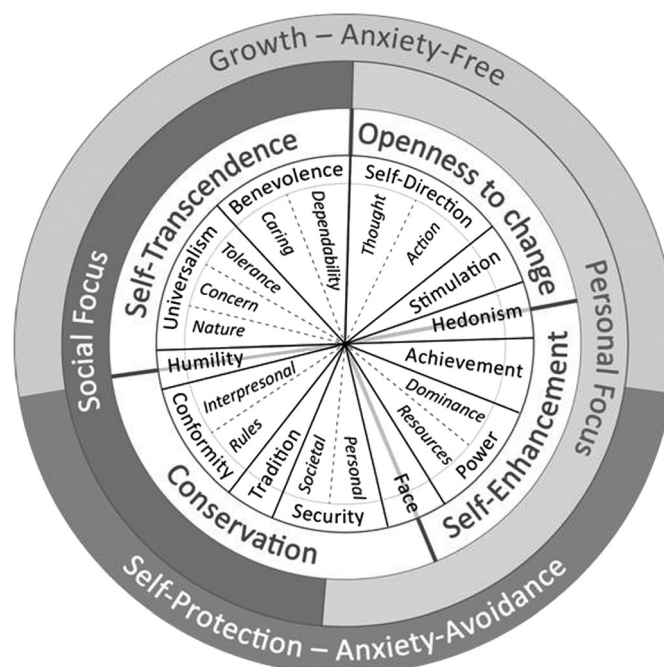 Growth – Anxiety-Free
Social Focus
Personal Focus
Self-Protection – Anxiety-Avoidance
Self-Transcendence
Openness to change
Self-Enhancement
Conservation
Benevolence
Caring
Dependability
Self-Direction
Thought
Action
Stimulation
Hedonism
Achievement
Power
Dominance
Resources
Face
Security
Personal
Societal
Tradition
Conformity
Rules
Interpresonal
Humility
Universalism
Nature
Concern
Tolerance